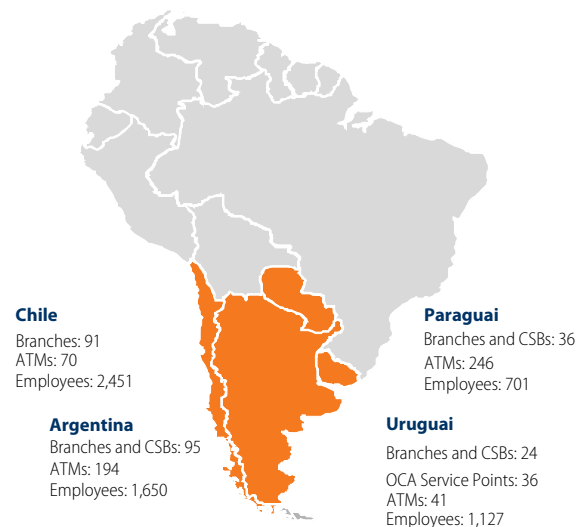 Chile
Branches: 91
ATMs: 70
Employees: 2,451
Argentina
Branches and CSBs: 95
ATMs: 194
Employees: 1,650
Paraguai
Branches and CSBs: 36
ATMs: 246
Employees: 701
Uruguai
Branches and CSBs: 24
OCA Service Points: 36
ATMs: 41
Employees: 1,127